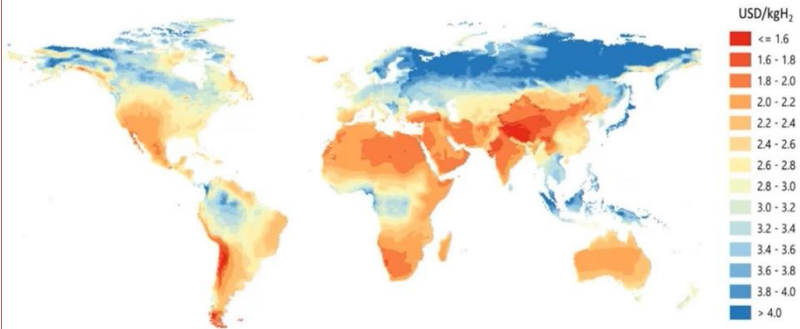 USD/kgH₂
<= 1.6
1.6 - 1.8
1.8 - 2.0
2.0 - 2.2
2.2 - 2.4
2.4 - 2.6
2.6 - 2.8
2.8 - 3.0
3.0 - 3.2
3.2 - 3.4
3.4 - 3.6
3.6 - 3.8
3.8 - 4.0
> 4.0